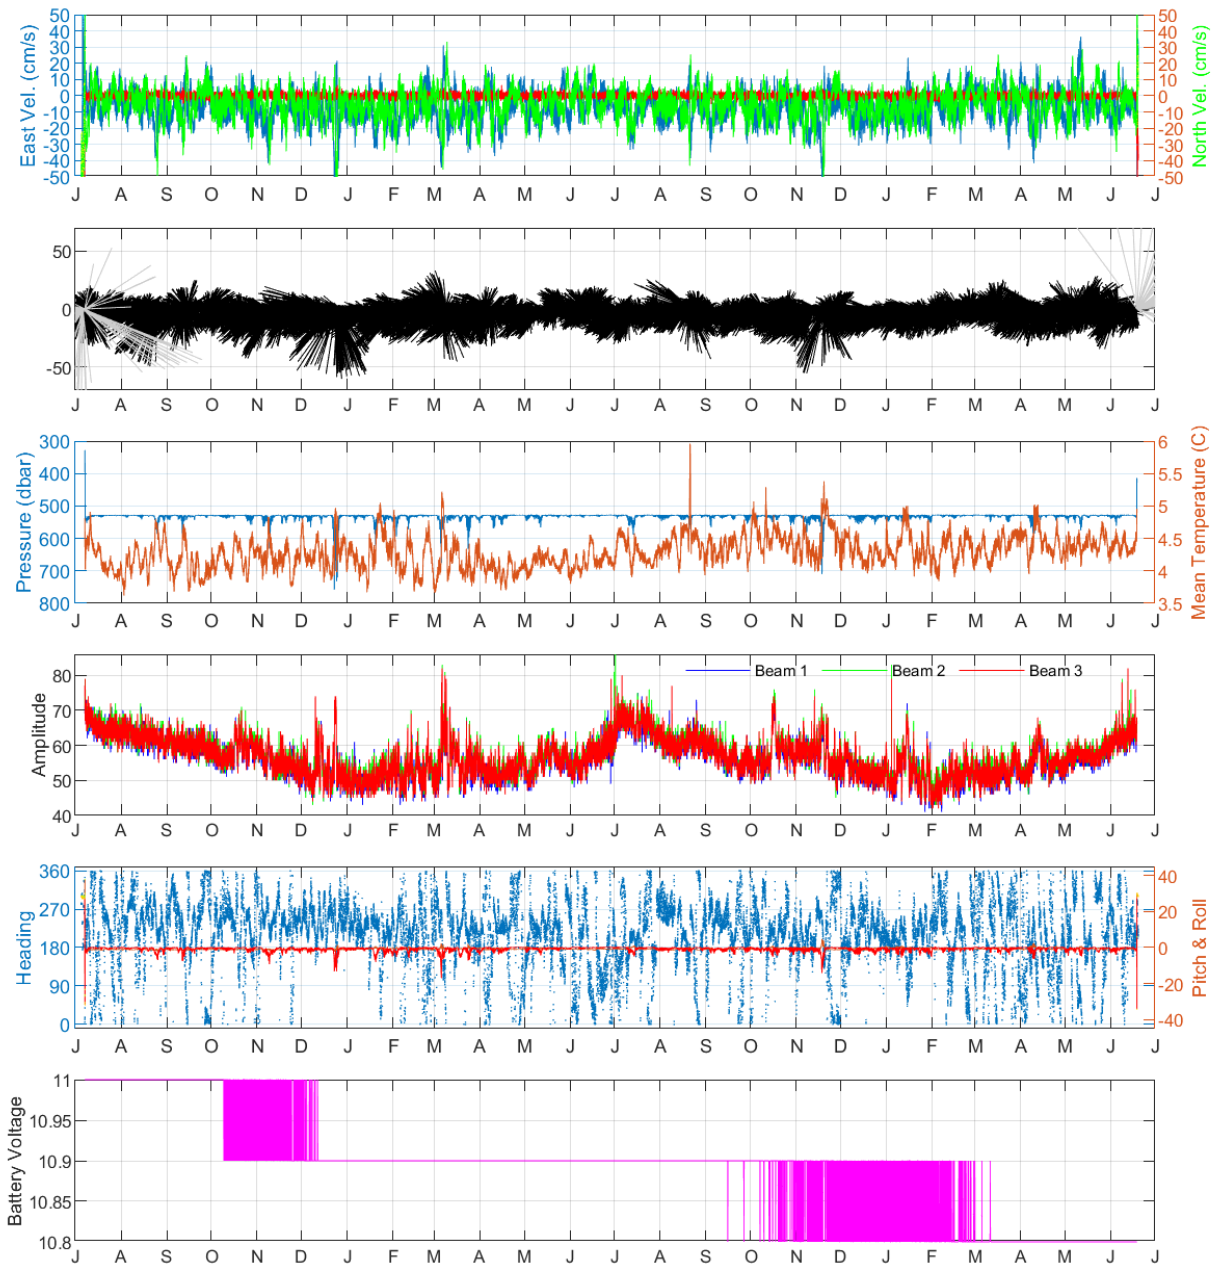 50 40 30 20 10 0 -10 -20 -30 -40 -50
East Vel. (cm/s)
50 40 30 20 10 0 -10 -20 -30 -40 -50
North Vel. (cm/s)
J A S O N D J F M A M J J A S O N D J F M A M J J
50 0 -50
J A S O N D J F M A M J J A S O N D J F M A M J J
300 400 500 600 700 800
Pressure (dbar)
6 5.5 5 4.5 4 3.5
Mean Temperature (C)
J A S O N D J F M A M J J A S O N D J F M A M J J
80 70 60 50 40
Amplitude
Beam 1 Beam 2 Beam 3
J A S O N D J F M A M J J A S O N D J F M A M J J
360 270 180 90 0
Heading
40 20 0 -20 -40
Pitch & Roll
J A S O N D J F M A M J J A S O N D J F M A M J J
11 10.95 10.9 10.85 10.8
Battery Voltage
J A S O N D J F M A M J J A S O N D J F M A M J J